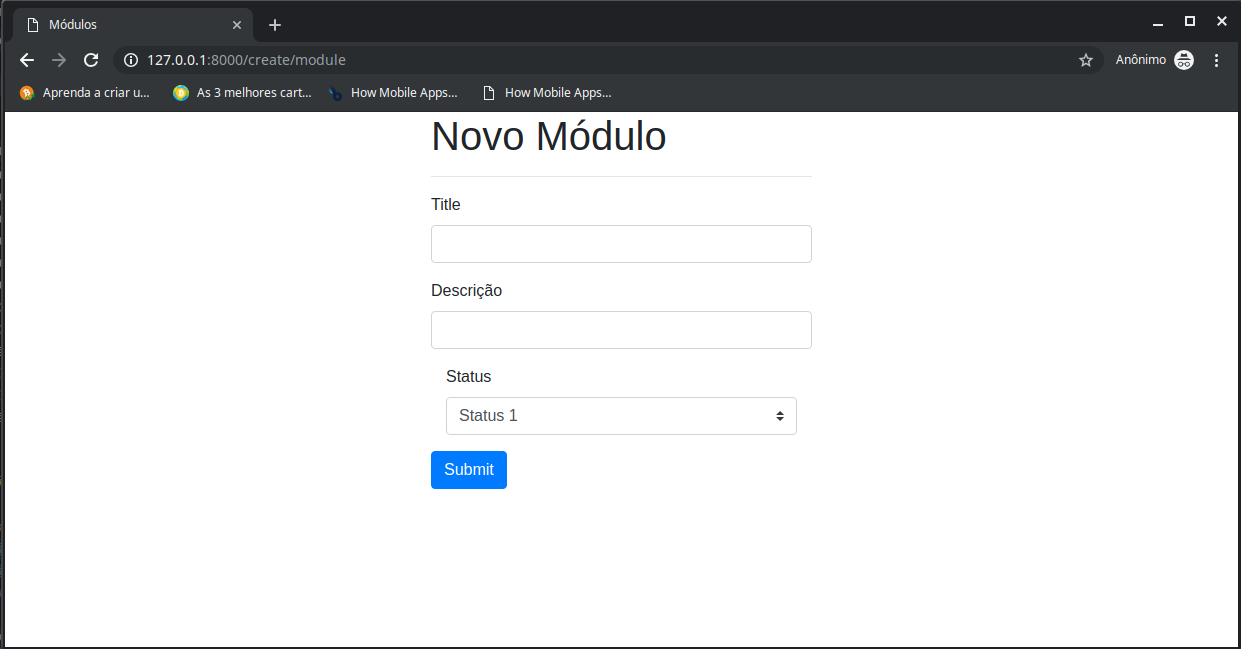 Módulos
127.0.0.1:8000/create/module
Anônimo
Aprenda a criar u...
As 3 melhores cart...
How Mobile Apps...
How Mobile Apps...
Novo Módulo
Title
Descrição
Status
Status 1
Submit